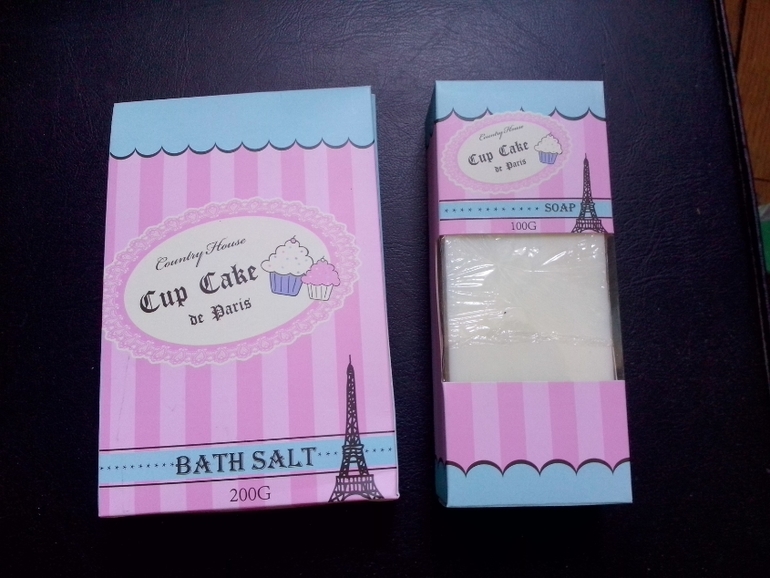 Country House
Cup Cake
de Paris
BATH SALT
200G
Country House
Cup Cake
de Paris
SOAP
100G